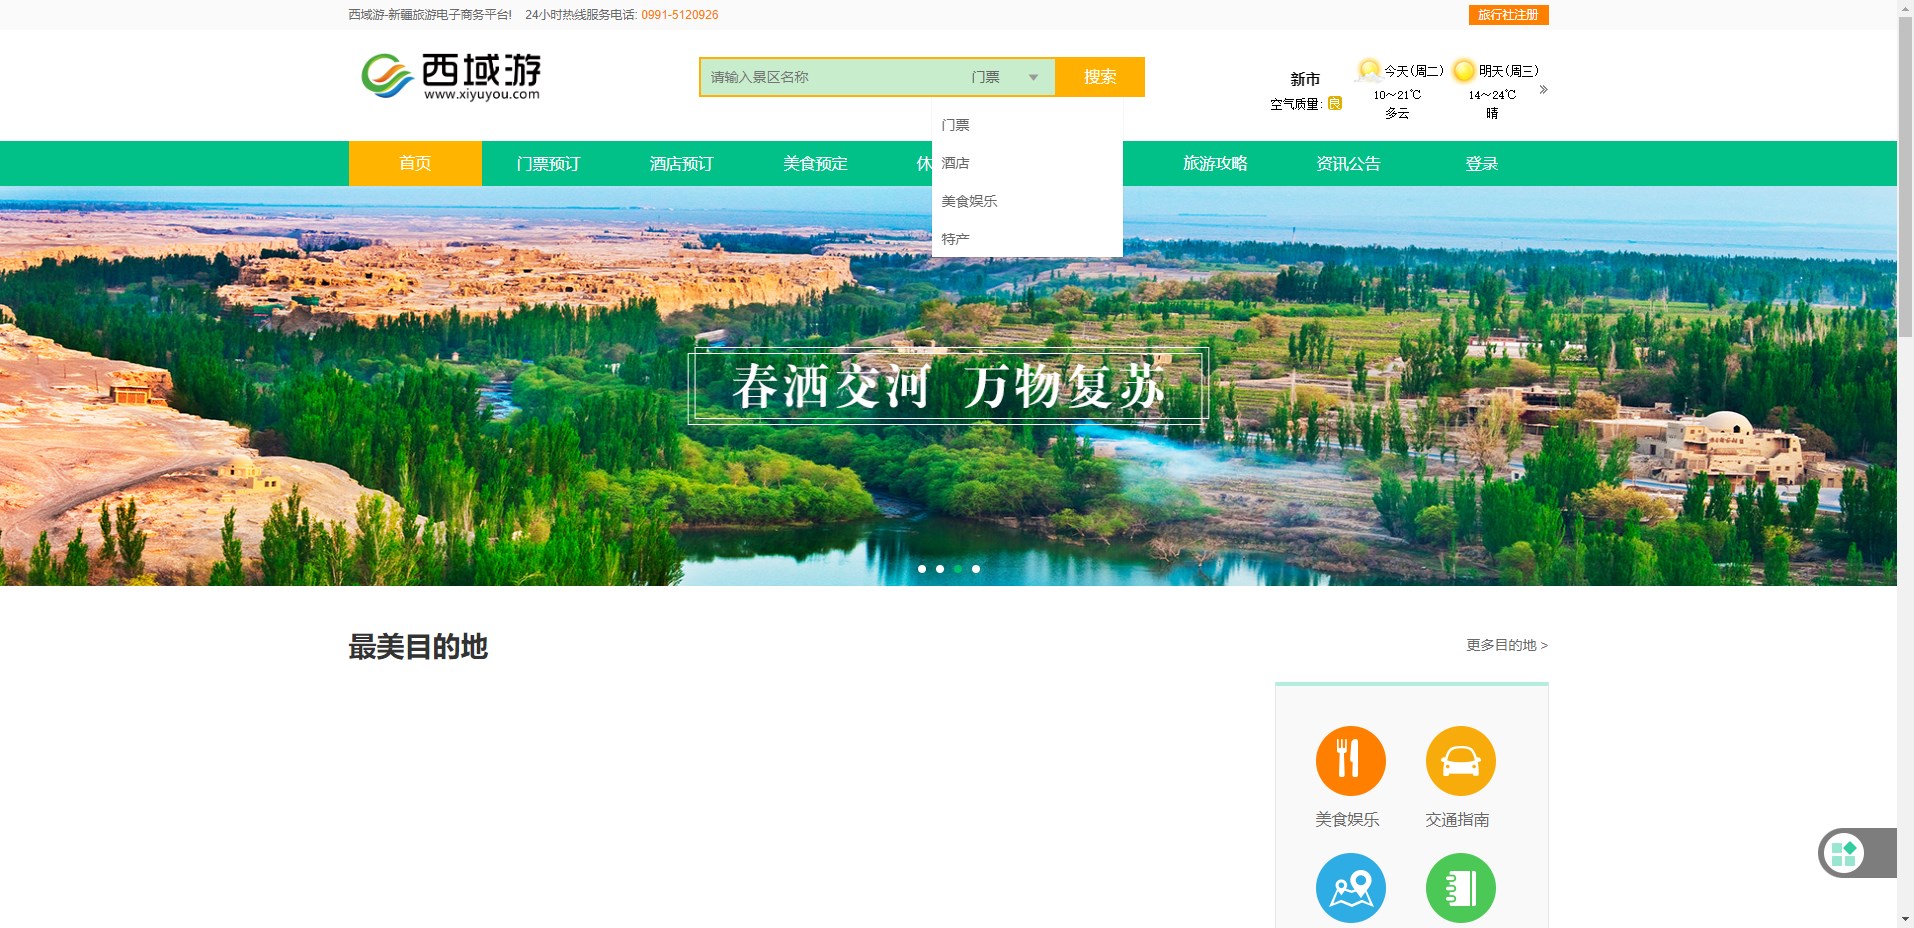 西域游-新疆旅游电子商务平台! 24小时热线服务电话: 0991-5120926
旅行社注册
西域游
www.xiyuyou.com
请输入景区名称 门票 搜索
新市
空气质量: 良
今天(周二)
10～21℃
多云
明天(周三)
14～24℃
晴
»
门票
酒店
美食娱乐
特产
首页 门票预订 酒店预订 美食预定 休 旅游攻略 资讯公告 登录
春洒交河 万物复苏
最美目的地
更多目的地 >
美食娱乐 交通指南